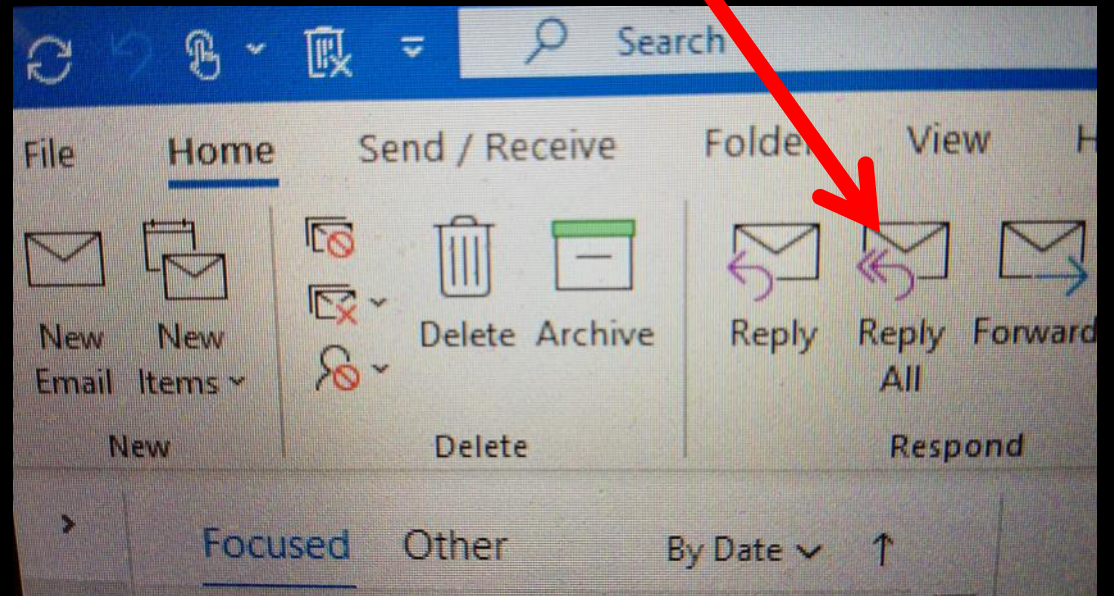 Search
File Home Send / Receive Folder View H
New Email
New Items
Delete Archive
Reply
Reply All
Forward
New Delete Respond
Focused Other By Date